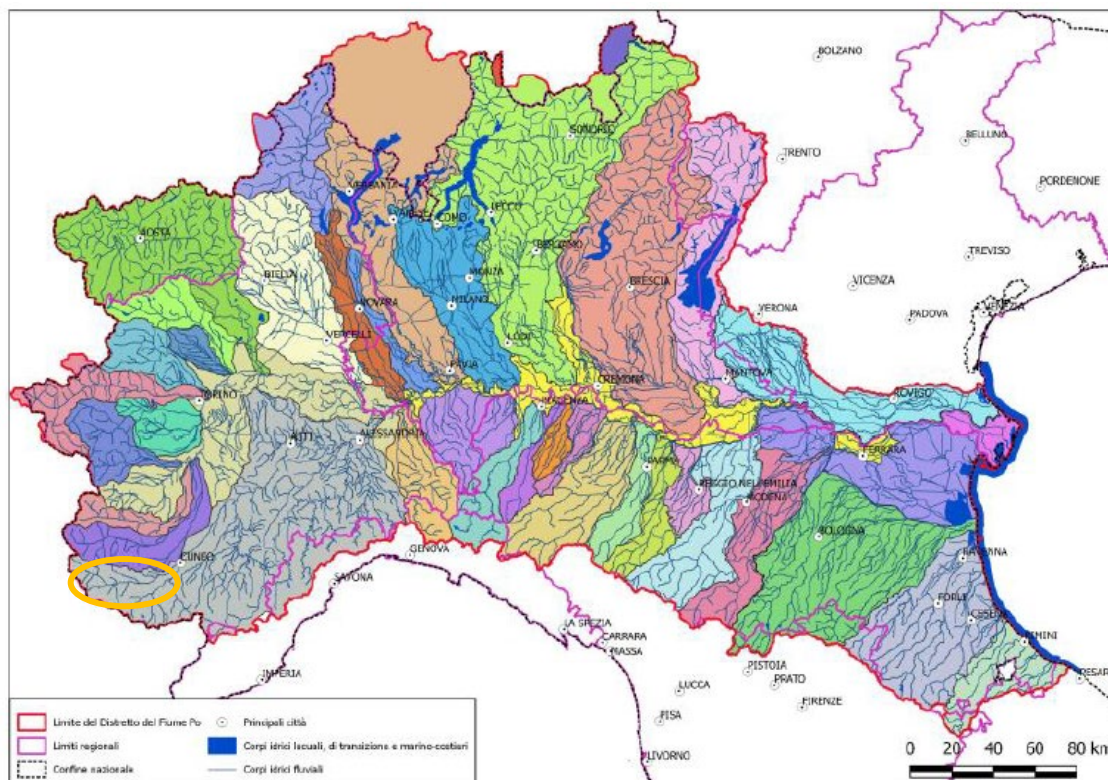 BOLZANO
BELLUNO
SONDRIO
TRENTO
PORDENONE
VERBANIA
LECCO
COMO
AOSTA
BERGAMO
TREVISO
BIELLA
MONZA
BRESCIA
VICENZA
VENEZIA
NOVARA
MILANO
VERONA
PADOVA
VERCELLI
LODI
PAVIA
CREMONA
MANTOVA
ROVIGO
TORINO
PIACENZA
ASTI
ALESSANDRIA
FERRARA
PARMA
REGGIO NELL'EMILIA
MODENA
BOLOGNA
CUNEO
GENOVA
RAVENNA
SAVONA
FORLI
CESENA
LA SPEZIA
CARRARA
MASSA
RIMINI
IMPERIA
PISTOIA
PRATO
PESAR
LUCCA
FIRENZE
PISA
LIVORNO
Limite del Distretto del Fiume Po
Principali città
Limiti regionali
Corpi idrici lacuali, di transizione e marino-costieri
Confine nazionale
Corpi idrici fluviali
0 20 40 60 80 km